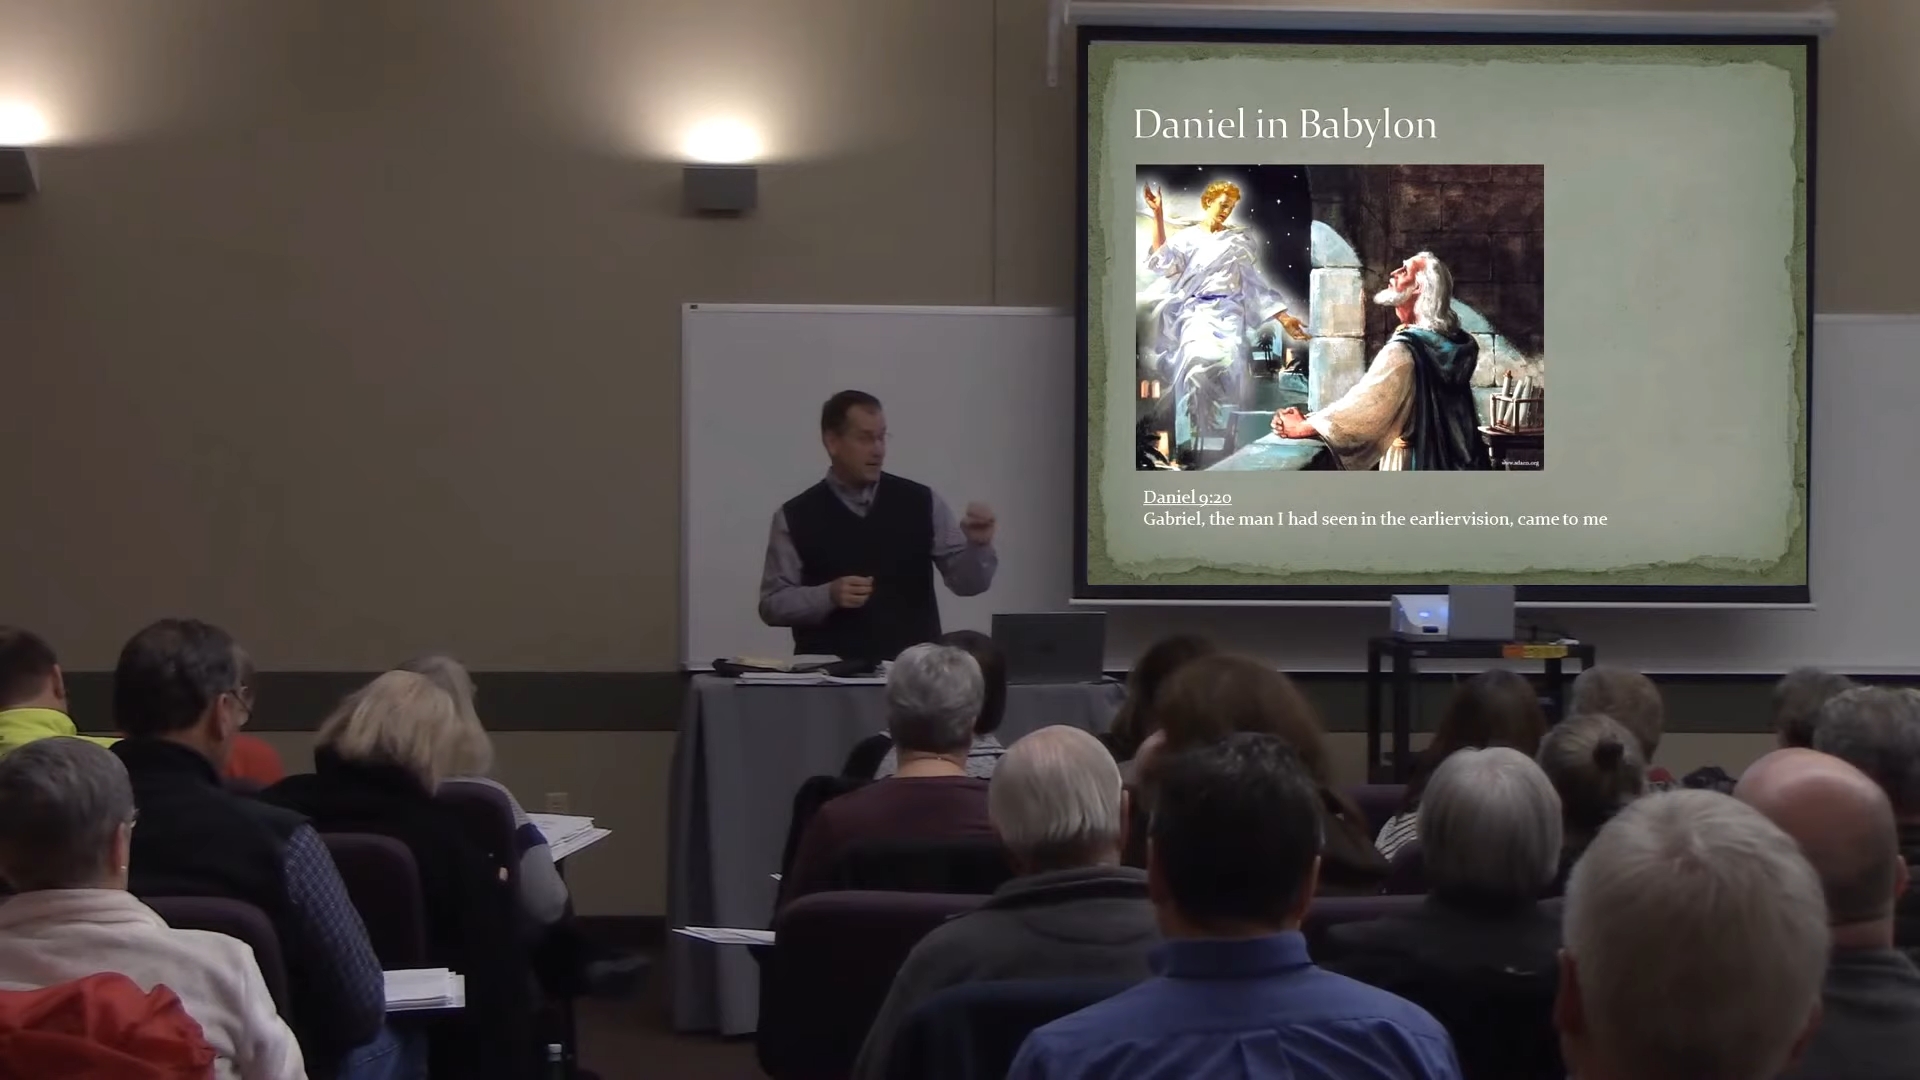 Daniel in Babylon
Daniel 9:20
Gabriel, the man I had seen in the earliervision, came to me